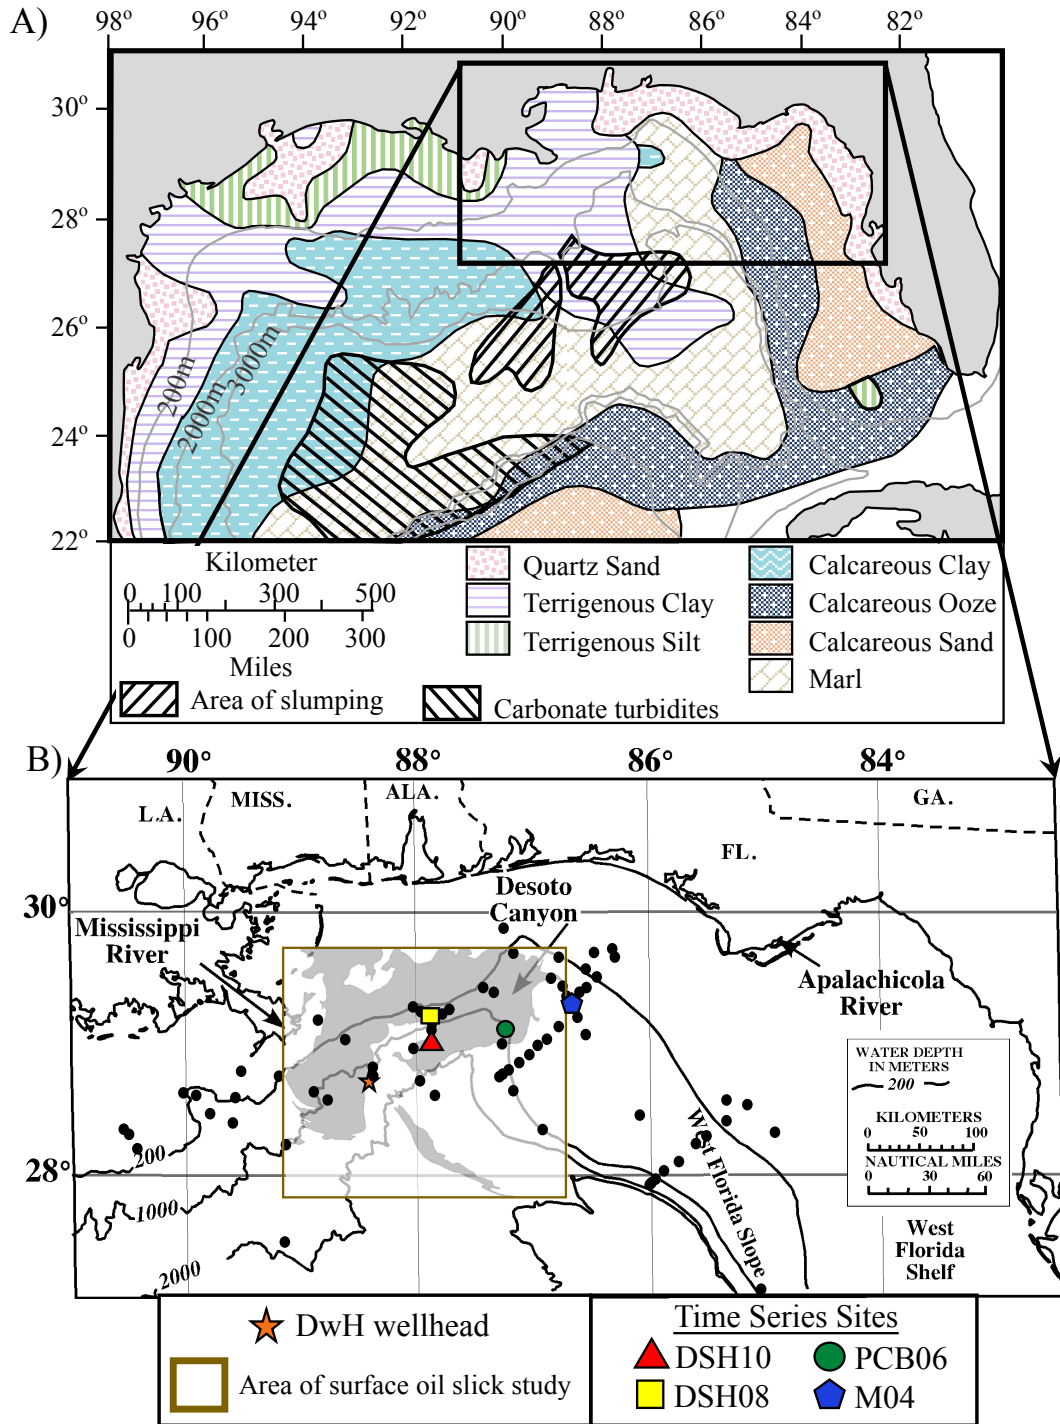 A)
98° 96° 94° 92° 90° 88° 86° 84° 82°
30°
28°
26°
24°
22°
200m
2000m
3000m
Kilometer
0 100 300 500
0 100 200 300
Miles
Quartz Sand
Terrigenous Clay
Terrigenous Silt
Calcareous Clay
Calcareous Ooze
Calcareous Sand
Marl
Area of slumping
Carbonate turbidites
B)
90° 88° 86° 84°
L.A.
MISS.
ALA.
GA.
FL.
30°
28°
Desoto
Canyon
Mississippi
River
Apalachicola
River
WATER DEPTH
IN METERS
200
KILOMETERS
0 50 100
NAUTICAL MILES
0 30 60
200
1000
2000
West Florida Slope
West
Florida
Shelf
DwH wellhead
Area of surface oil slick study
Time Series Sites
DSH10
PCB06
DSH08
M04